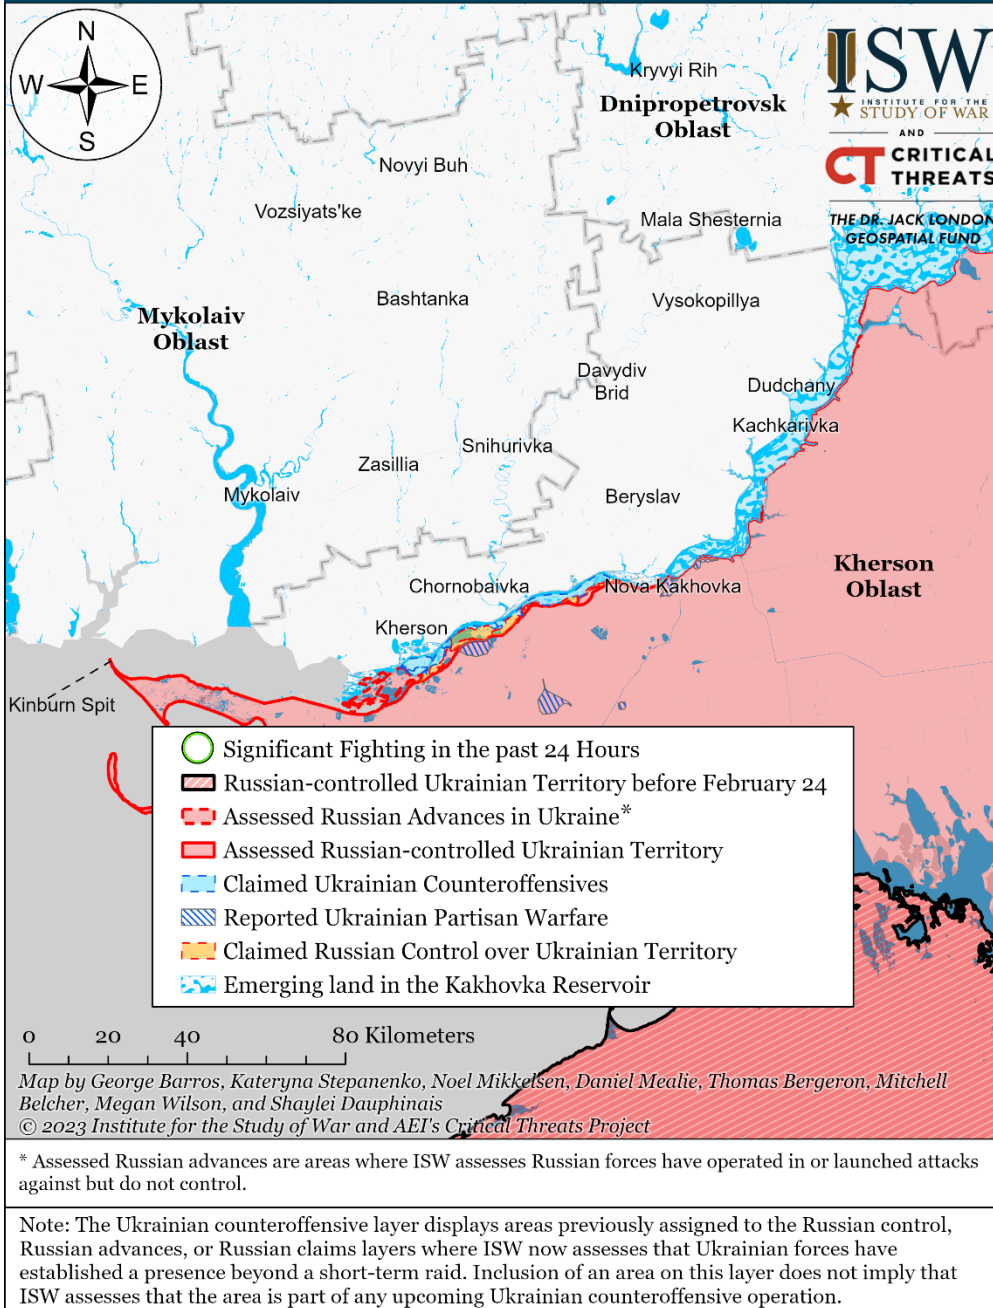 N
W
E
S
ISW
INSTITUTE FOR THE
STUDY OF WAR
AND
CT CRITICAL
THREATS
THE DR. JACK LONDON
GEOSPATIAL FUND
Kryvyi Rih
Dnipropetrovsk
Oblast
Novyi Buh
Vozsiyats'ke
Mala Shesternia
Bashtanka
Vysokopillya
Mykolaiv
Oblast
Davydiv
Brid
Dudchany
Kachkarivka
Snihurivka
Zasillia
Mykolaiv
Beryslav
Kherson
Oblast
Chornobaivka
Nova Kakhovka
Kherson
Kinburn Spit
Significant Fighting in the past 24 Hours
Russian-controlled Ukrainian Territory before February 24
Assessed Russian Advances in Ukraine*
Assessed Russian-controlled Ukrainian Territory
Claimed Ukrainian Counteroffensives
Reported Ukrainian Partisan Warfare
Claimed Russian Control over Ukrainian Territory
Emerging land in the Kakhovka Reservoir
0 20 40 80 Kilometers
Map by George Barros, Kateryna Stepanenko, Noel Mikkelsen, Daniel Mealie, Thomas Bergeron, Mitchell
Belcher, Megan Wilson, and Shaylei Dauphinais
© 2023 Institute for the Study of War and AEI's Critical Threats Project
* Assessed Russian advances are areas where ISW assesses Russian forces have operated in or launched attacks
against but do not control.
Note: The Ukrainian counteroffensive layer displays areas previously assigned to the Russian control,
Russian advances, or Russian claims layers where ISW now assesses that Ukrainian forces have
established a presence beyond a short-term raid. Inclusion of an area on this layer does not imply that
ISW assesses that the area is part of any upcoming Ukrainian counteroffensive operation.